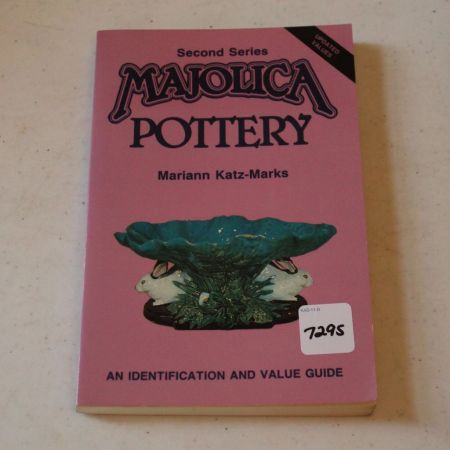 UPDATED
VALUES
Second Series
MAJOLICA
POTTERY
Mariann Katz-Marks
7295
AN IDENTIFICATION AND VALUE GUIDE